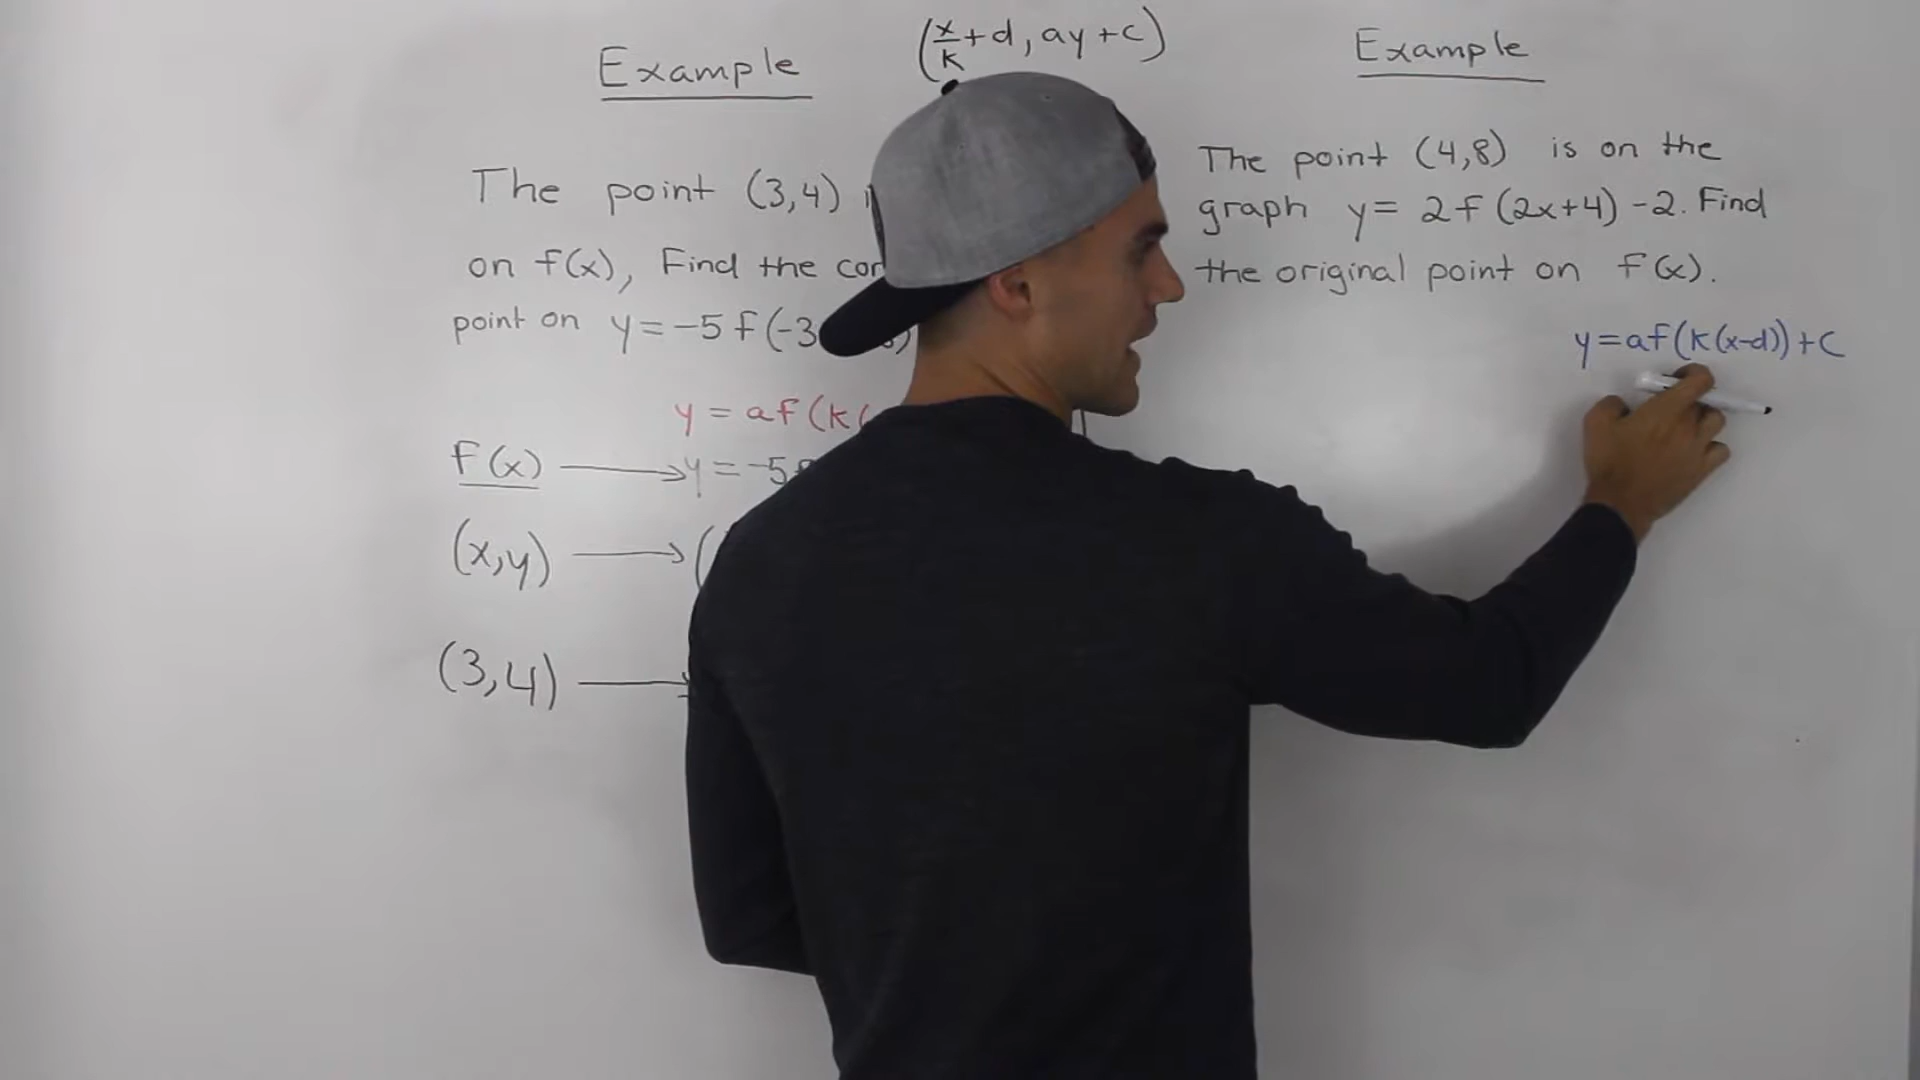 Example
(x/k + d, ay + c)
The point (3,4)
on f(x), Find the
point on y = -5 f(-3
y = af(k(
f(x) → y = -5
(x,y) → (
(3,4) →
Example
The point (4,8) is on the
graph y = 2f(2x+4) -2. Find
the original point on f(x).
y = af(k(x-d)) + c